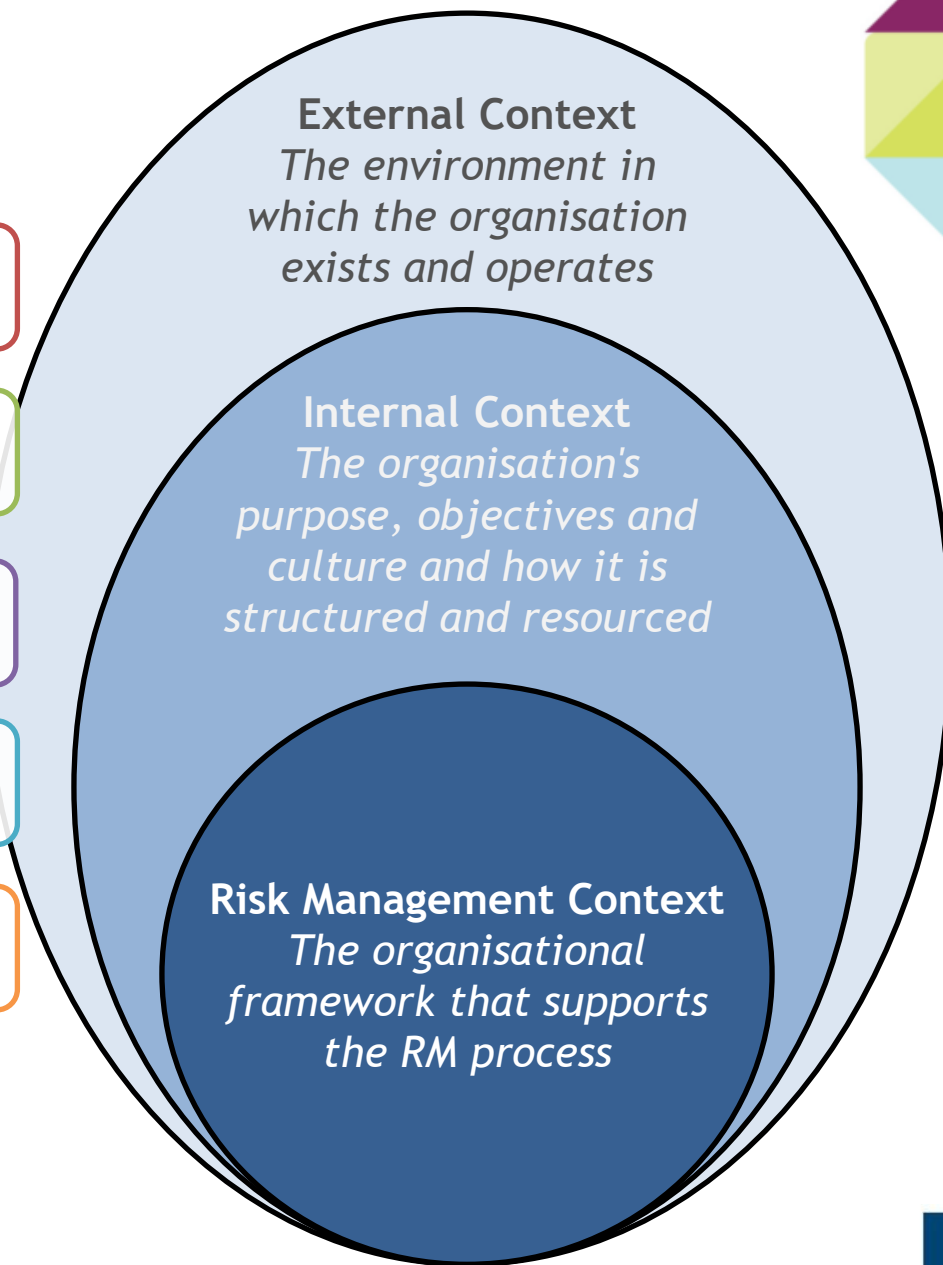 External Context
The environment in
which the organisation
exists and operates
Internal Context
The organisation's
purpose, objectives and
culture and how it is
structured and resourced
Risk Management Context
The organisational
framework that supports
the RM process